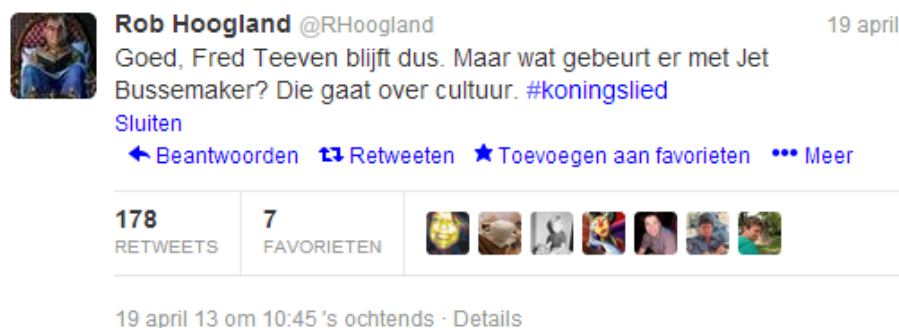 Rob Hoogland @RHoogland 19 april
Goed, Fred Teeven blijft dus. Maar wat gebeurt er met Jet
Bussemaker? Die gaat over cultuur. #koningslied
Sluiten
Beantwoorden Retweeten Toevoegen aan favorieten Meer
178 7
RETWEETS FAVORIETEN
19 april 13 om 10:45 's ochtends · Details